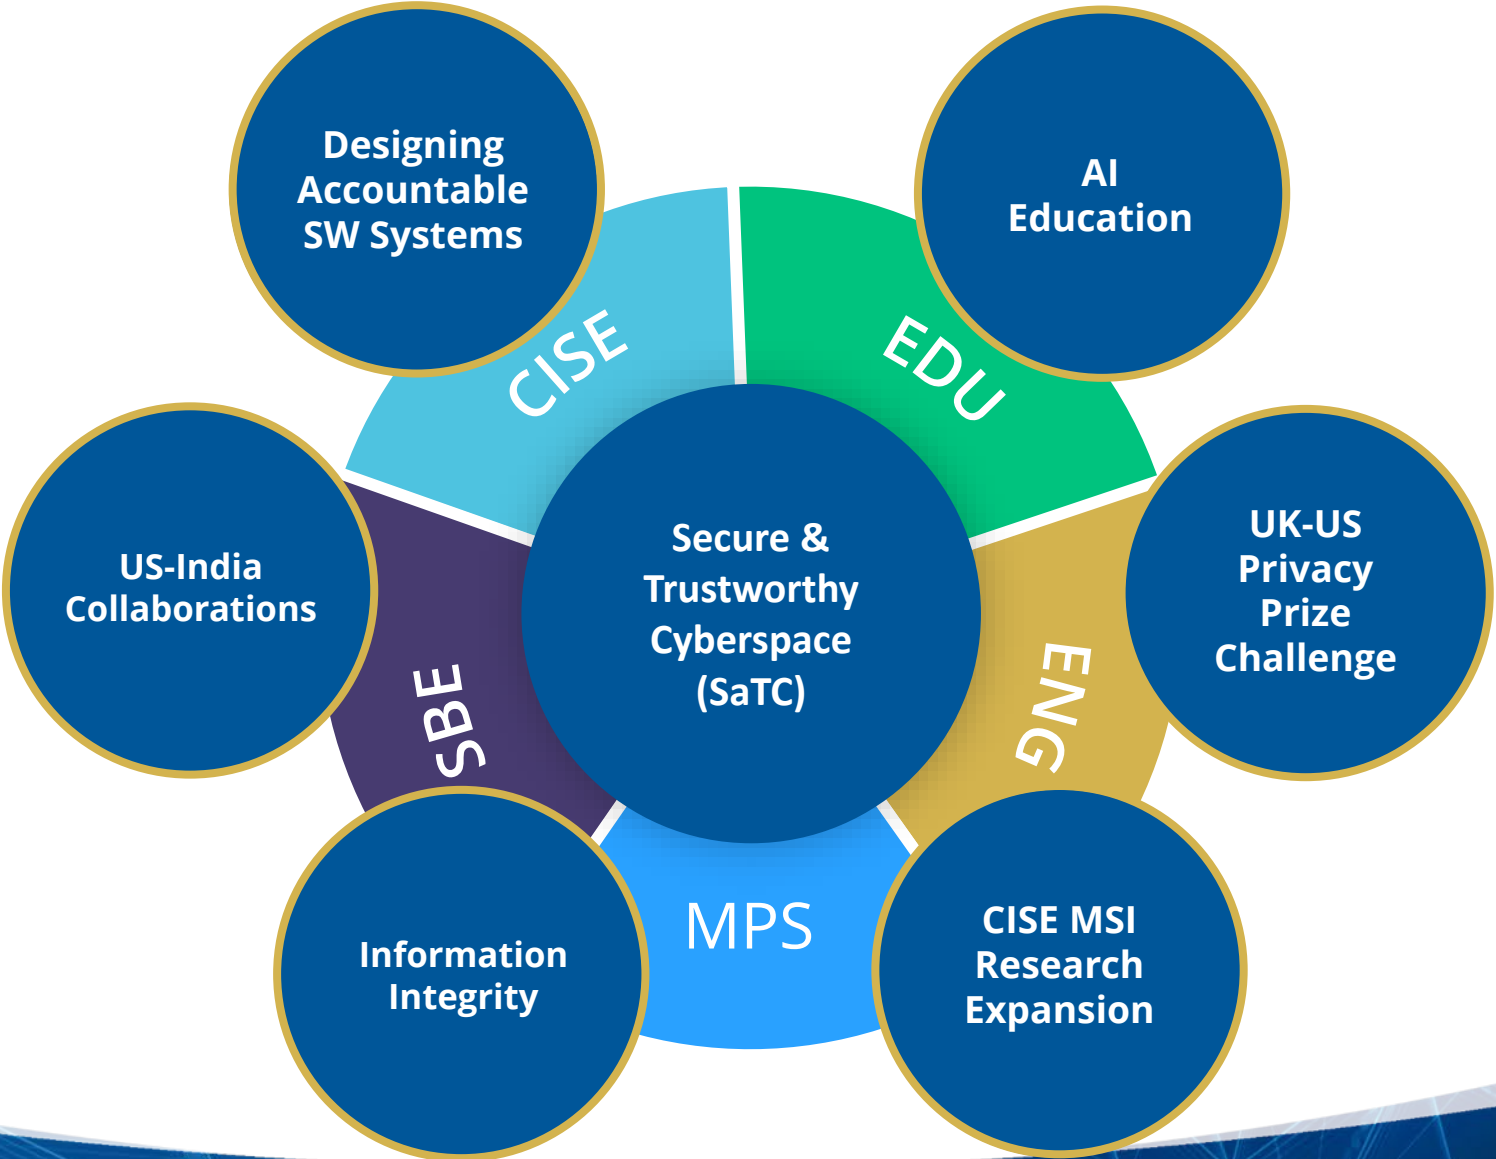 Designing
Accountable
SW Systems
AI
Education
CISE
EDU
US-India
Collaborations
Secure &
Trustworthy
Cyberspace
(SaTC)
UK-US
Privacy
Prize
Challenge
SBE
ENG
MPS
Information
Integrity
CISE MSI
Research
Expansion